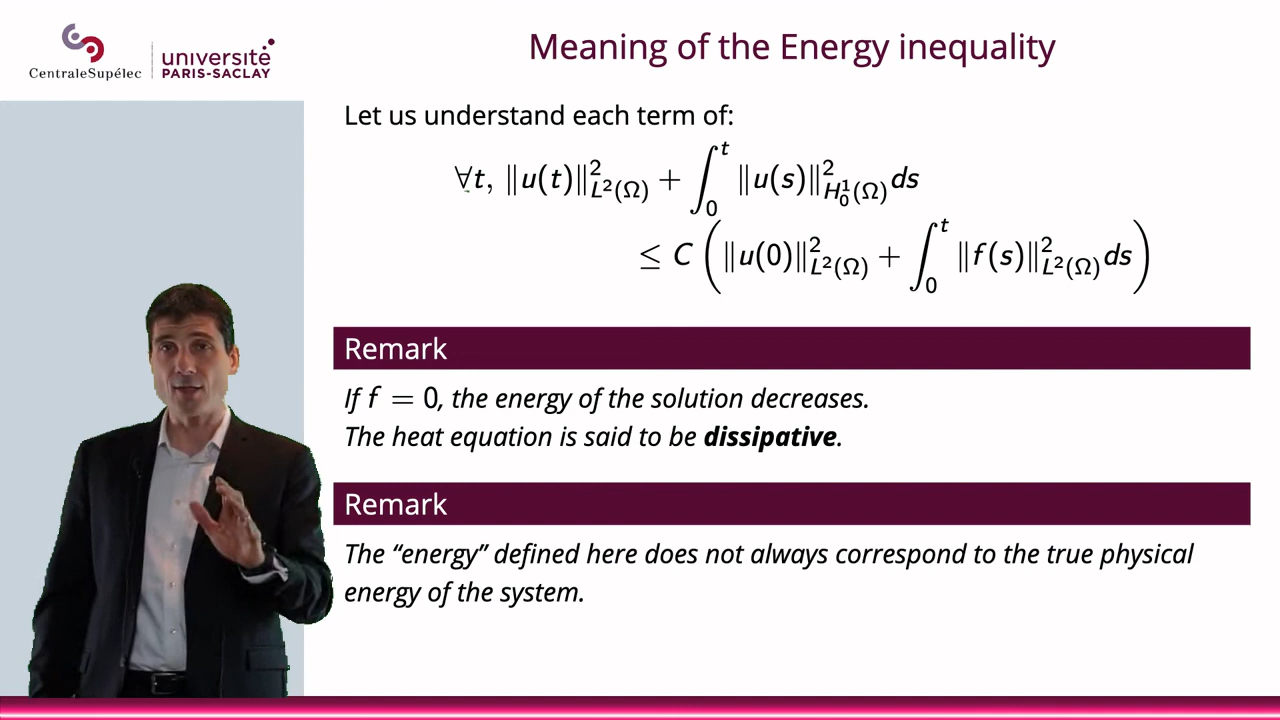 CentraleSupélec
université
PARIS-SACLAY
Meaning of the Energy inequality
Let us understand each term of:
∀t, ‖u(t)‖²_{L²(Ω)} + ∫₀ᵗ ‖u(s)‖²_{H¹₀(Ω)} ds
≤ C (‖u(0)‖²_{L²(Ω)} + ∫₀ᵗ ‖f(s)‖²_{L²(Ω)} ds)
Remark
If f = 0, the energy of the solution decreases.
The heat equation is said to be dissipative.
Remark
The “energy” defined here does not always correspond to the true physical
energy of the system.